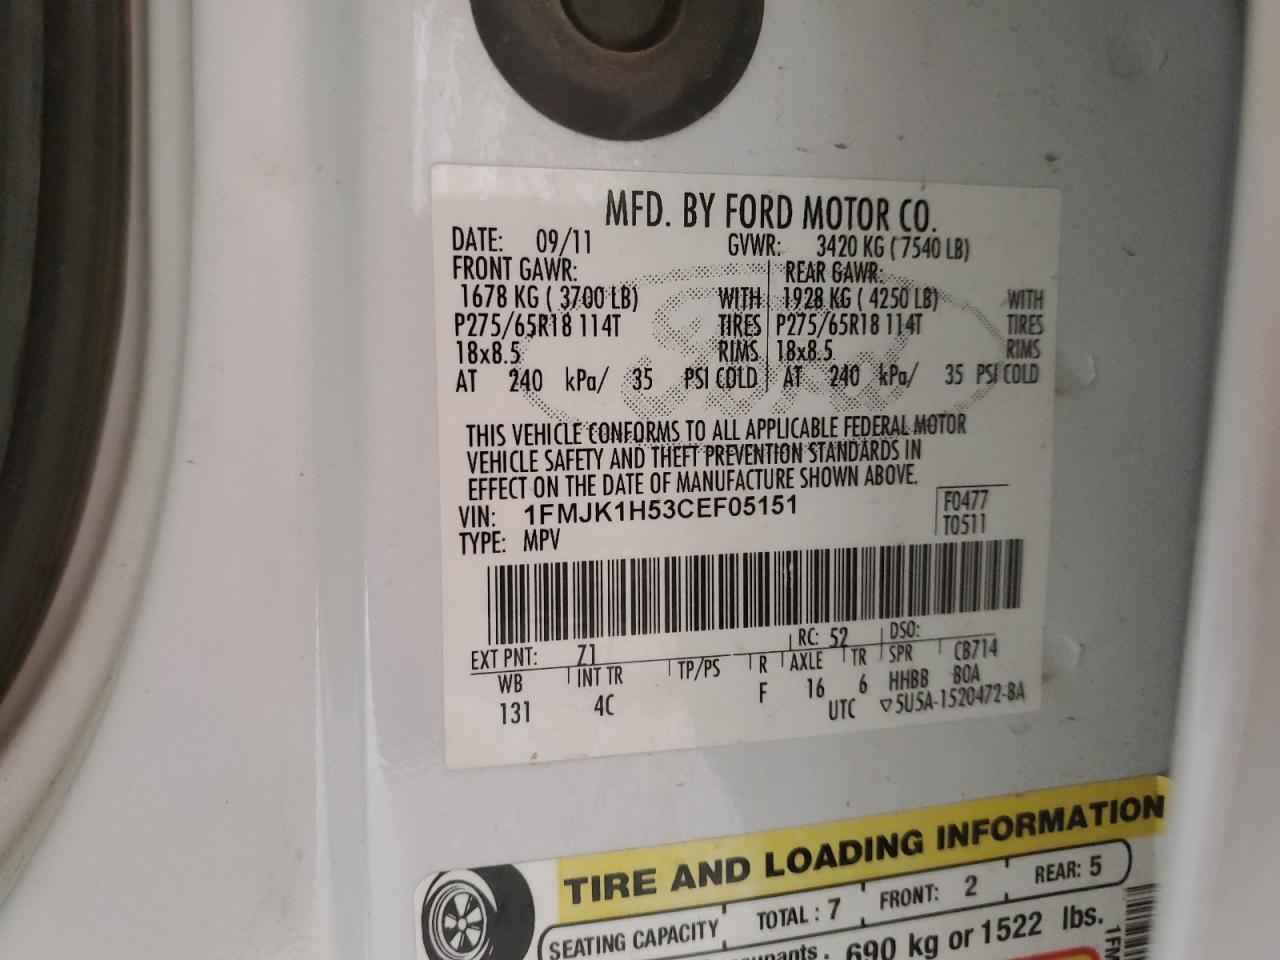 MFD. BY FORD MOTOR CO.
DATE: 09/11 GVWR: 3420 KG ( 7540 LB)
FRONT GAWR: REAR GAWR:
1678 KG ( 3700 LB) WITH 1928 KG ( 4250 LB) WITH
P275/65R18 114T TIRES P275/65R18 114T TIRES
18x8.5 RIMS 18x8.5 RIMS
AT 240 kPa/ 35 PSI COLD AT 240 kPa/ 35 PSI COLD
THIS VEHICLE CONFORMS TO ALL APPLICABLE FEDERAL MOTOR
VEHICLE SAFETY AND THEFT PREVENTION STANDARDS IN
EFFECT ON THE DATE OF MANUFACTURE SHOWN ABOVE.
VIN: 1FMJK1H53CEF05151 F0477
TYPE: MPV T0511
EXT PNT: Z1 RC: 52 DSO:
WB INT TR TP/PS R AXLE TR SPR CB714
131 4C F 16 6 HHBB BOA
UTC ▽5U5A-1520472-BA
TIRE AND LOADING INFORMATION
SEATING CAPACITY TOTAL : 7 FRONT: 2 REAR: 5
690 kg or 1522 lbs.
1FM